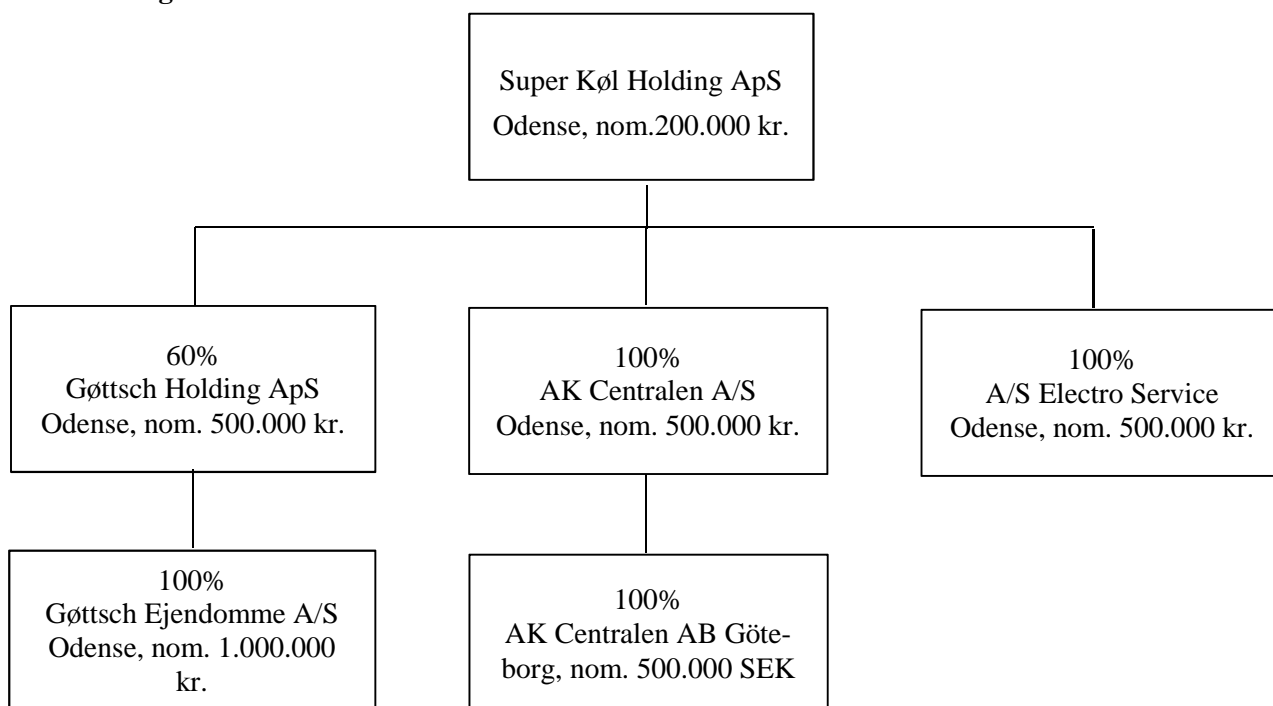 Super Køl Holding ApS
Odense, nom.200.000 kr.
60%
Gøttsch Holding ApS
Odense, nom. 500.000 kr.
100%
AK Centralen A/S
Odense, nom. 500.000 kr.
100%
A/S Electro Service
Odense, nom. 500.000 kr.
100%
Gøttsch Ejendomme A/S
Odense, nom. 1.000.000
kr.
100%
AK Centralen AB Göte-
borg, nom. 500.000 SEK